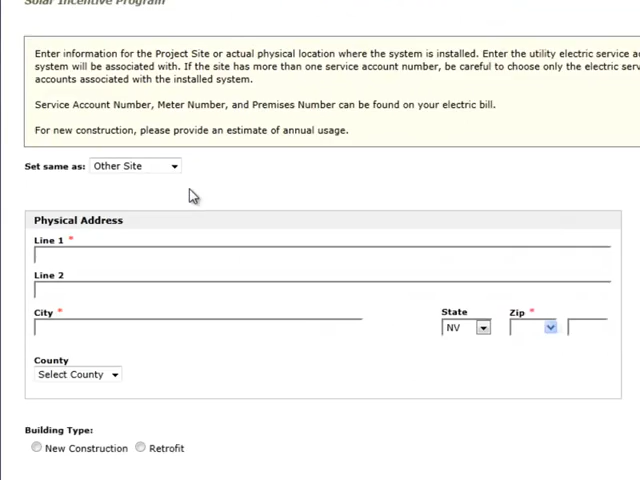 Solar Incentive Program
Enter information for the Project Site or actual physical location where the system is installed. Enter the utility electric service
system will be associated with. If the site has more than one service account number, be careful to choose only the electric
accounts associated with the installed system.
Service Account Number, Meter Number, and Premises Number can be found on your electric bill.
For new construction, please provide an estimate of annual usage.
Set same as: Other Site
Physical Address
Line 1 *
Line 2
City * State Zip *
NV
County
Select County
Building Type:
New Construction Retrofit